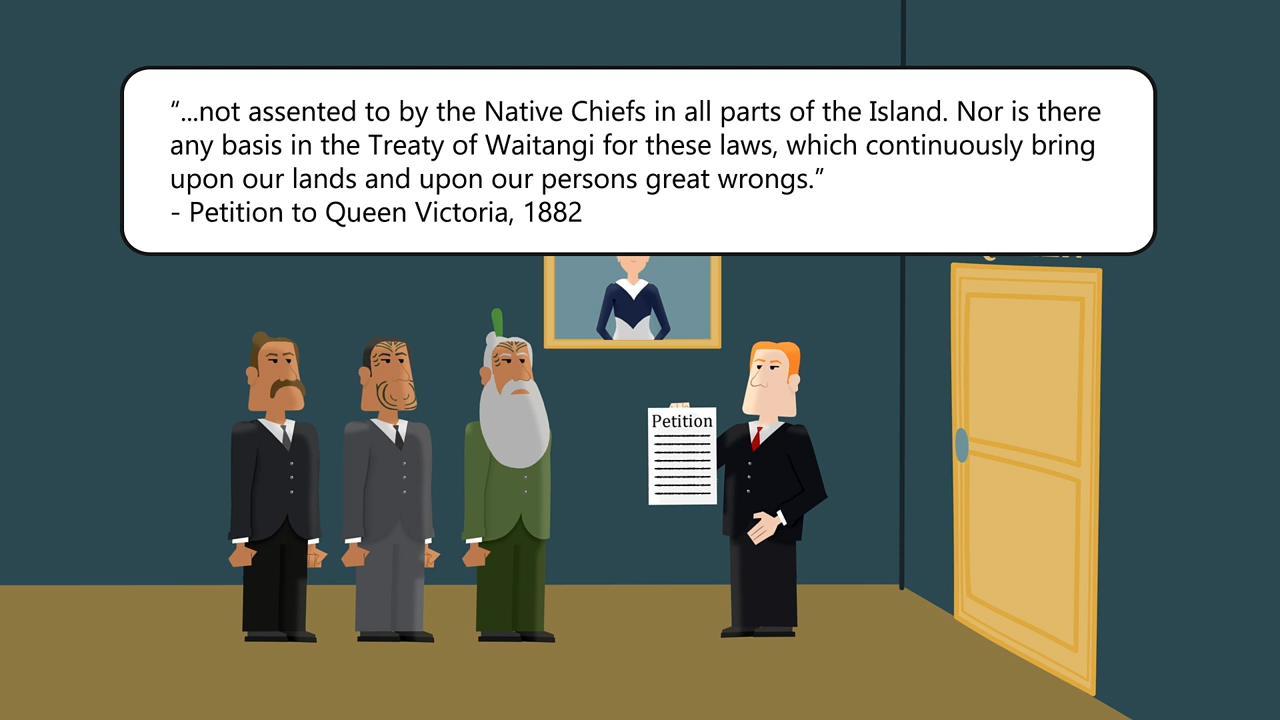 “...not assented to by the Native Chiefs in all parts of the Island. Nor is there
any basis in the Treaty of Waitangi for these laws, which continuously bring
upon our lands and upon our persons great wrongs.”
- Petition to Queen Victoria, 1882
Petition